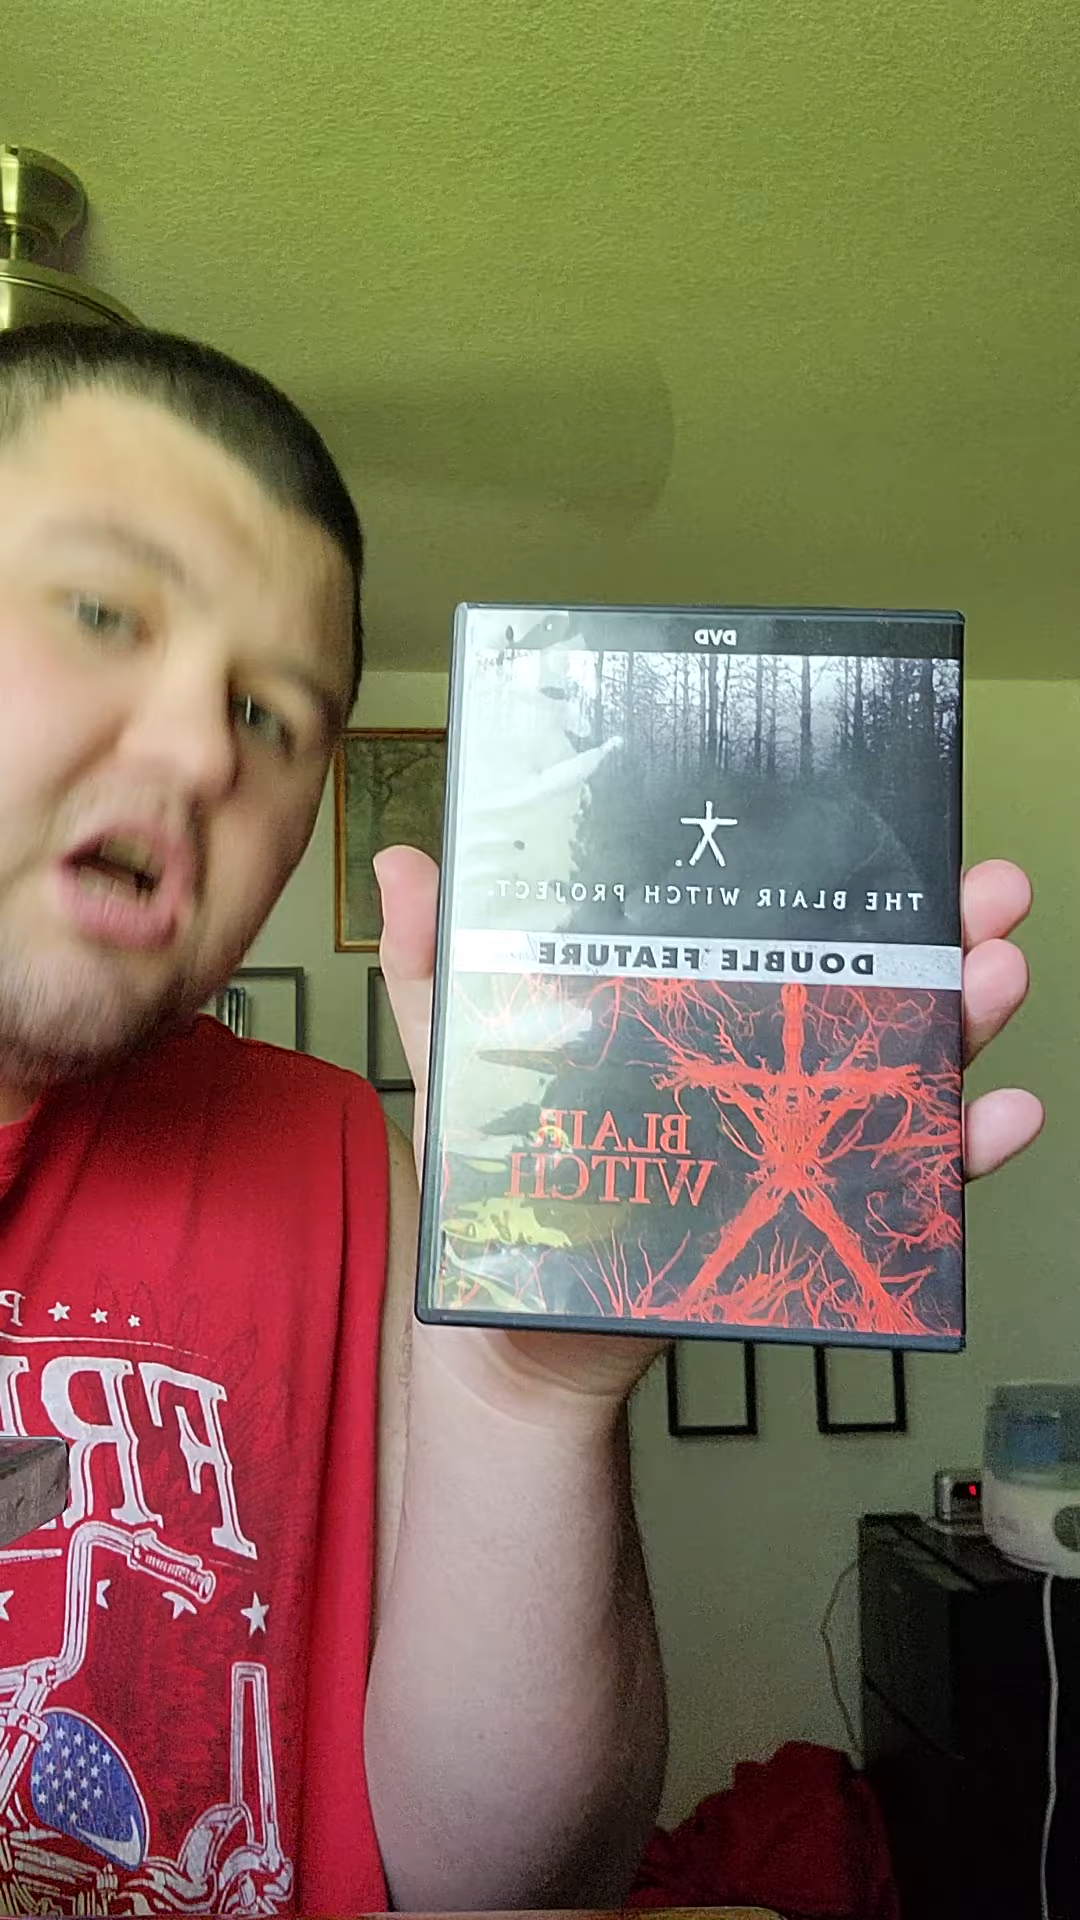 DVD
THE BLAIR WITCH PROJECT.
DOUBLE FEATURE
BLAIR
WITCH